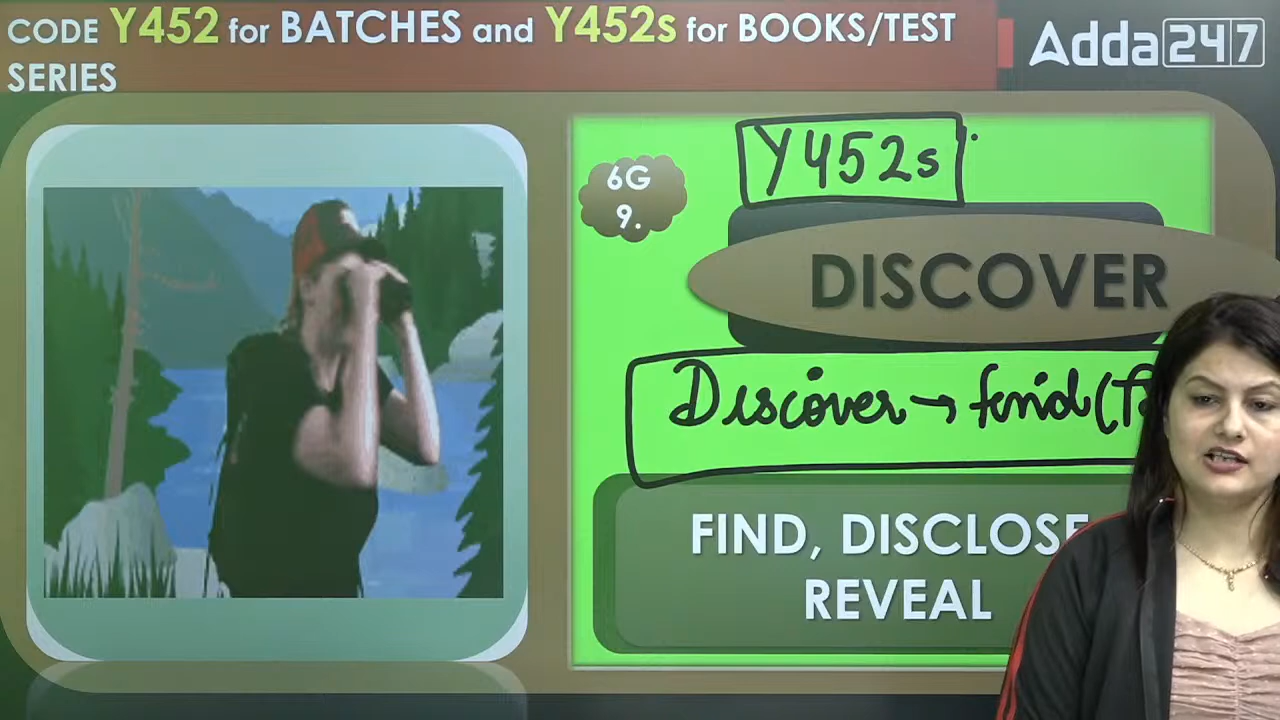 CODE Y452 for BATCHES and Y452s for BOOKS/TEST
SERIES
Adda247
6G
9.
Y452s
DISCOVER
Discover → find
FIND, DISCLOSE
REVEAL